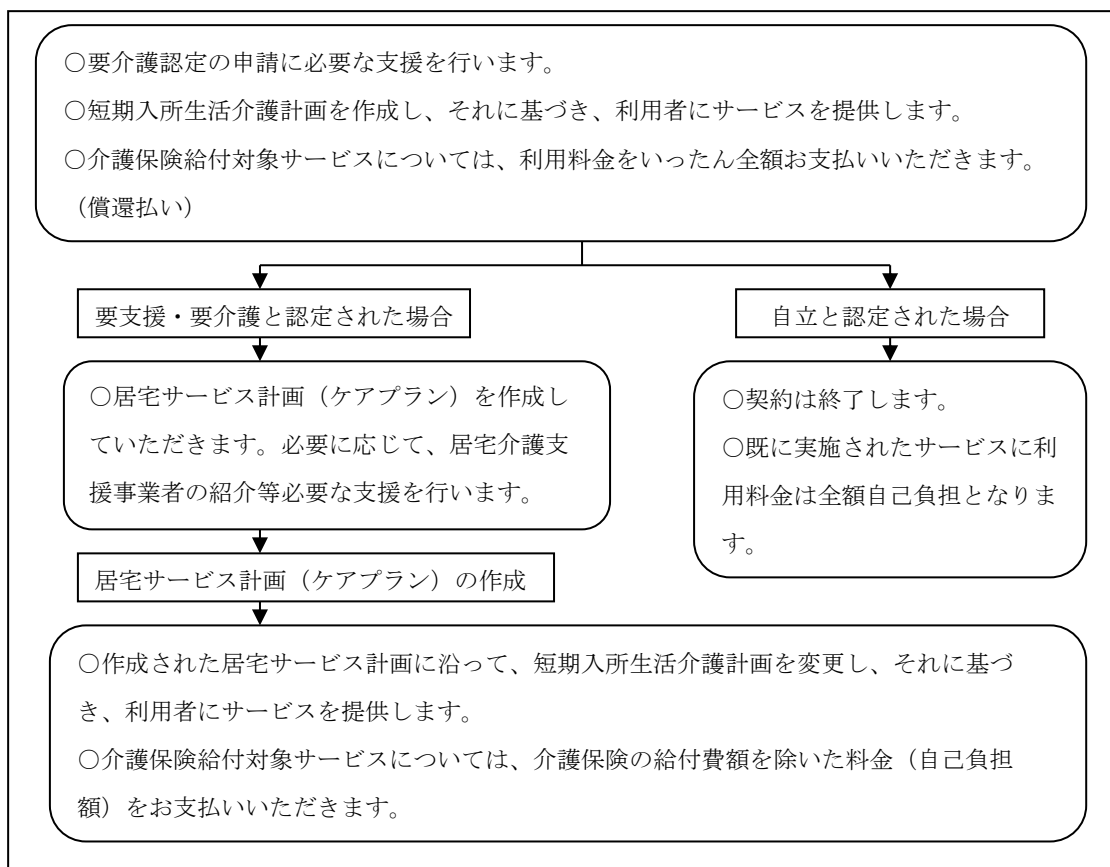 ○要介護認定の申請に必要な支援を行います。
○短期入所生活介護計画を作成し、それに基づき、利用者にサービスを提供します。
○介護保険給付対象サービスについては、利用料金をいったん全額お支払いいただきます。
（償還払い）
要支援・要介護と認定された場合
自立と認定された場合
○居宅サービス計画（ケアプラン）を作成し
ていただきます。必要に応じて、居宅介護支
援事業者の紹介等必要な支援を行います。
○契約は終了します。
○既に実施されたサービスに利
用料金は全額自己負担となりま
す。
居宅サービス計画（ケアプラン）の作成
○作成された居宅サービス計画に沿って、短期入所生活介護計画を変更し、それに基づ
き、利用者にサービスを提供します。
○介護保険給付対象サービスについては、介護保険の給付費額を除いた料金（自己負担
額）をお支払いいただきます。